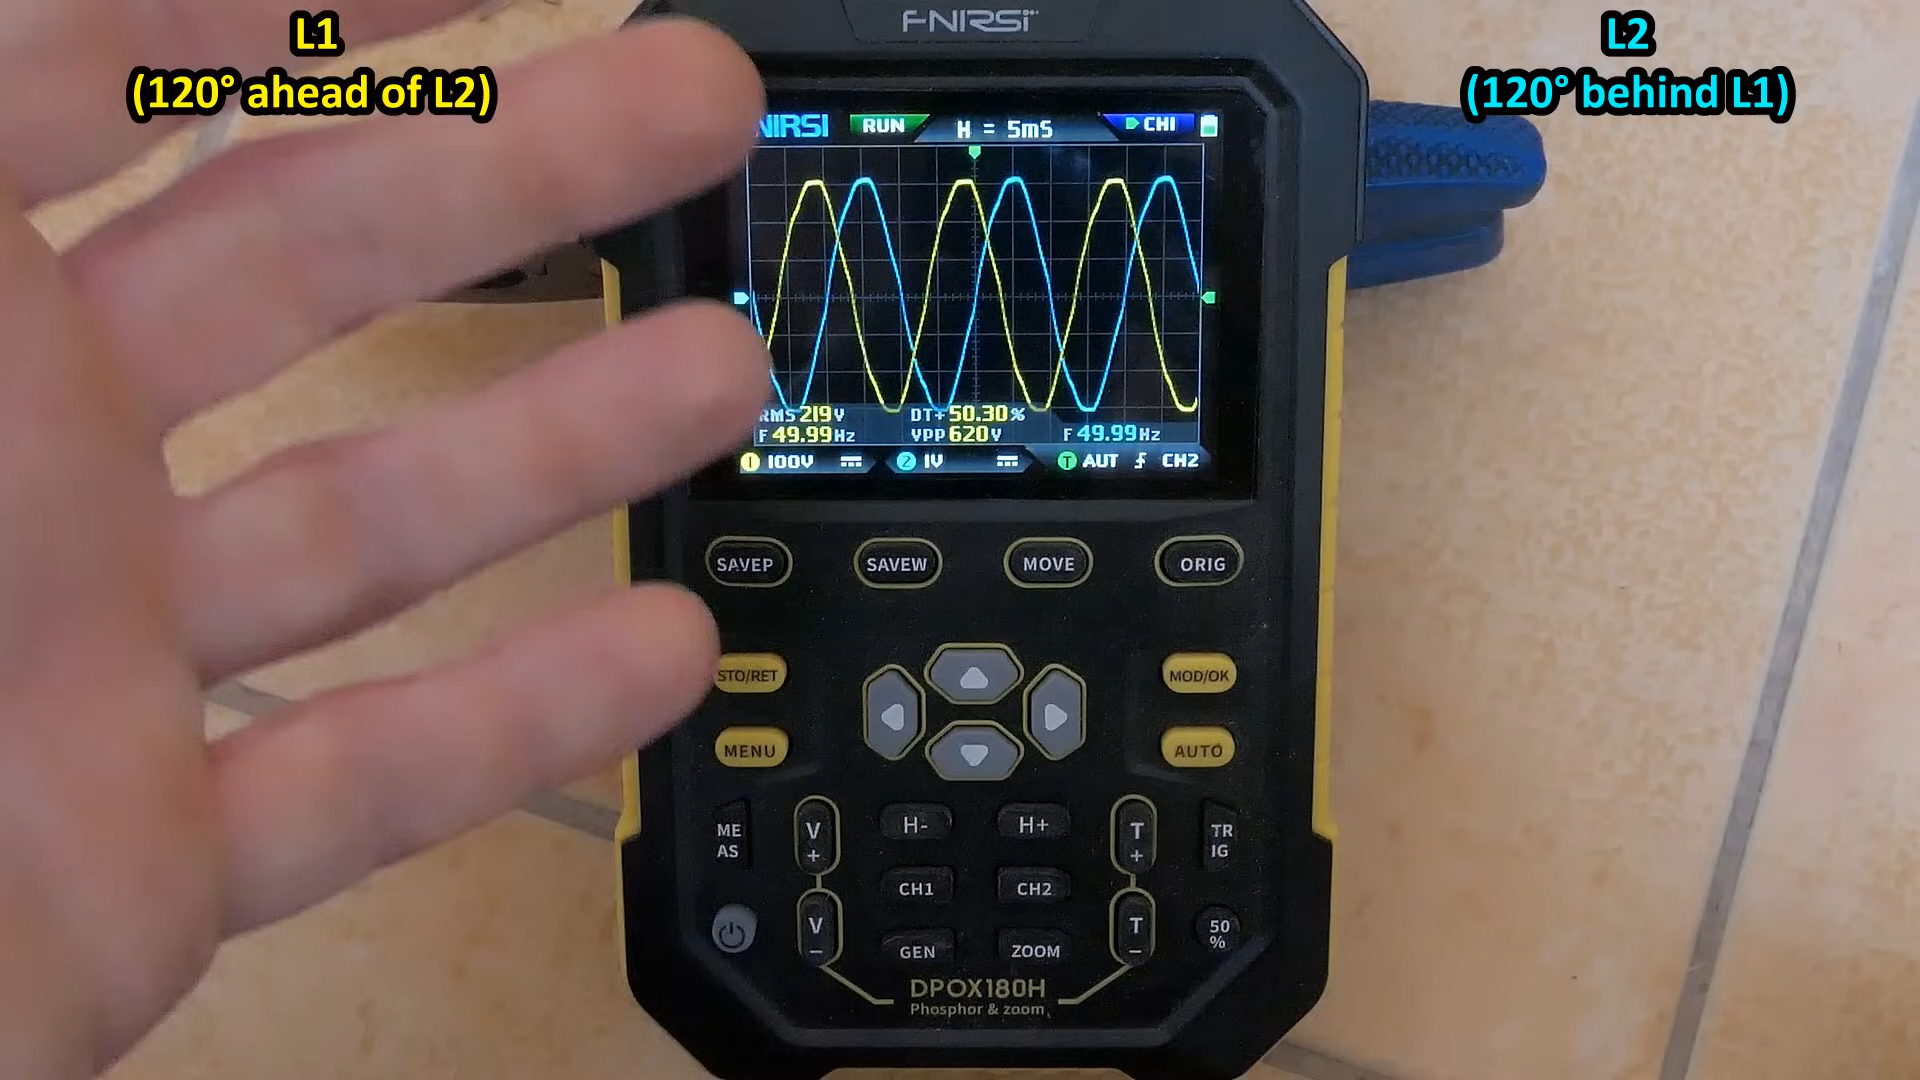 L1
(120° ahead of L2)
L2
(120° behind L1)
FNIRSI
NIRSI RUN H = 5mS CH1
RMS 219V DT+ 50.30%
F 49.99Hz VPP 620V F 49.99Hz
1 100V 2 1V T AUT CH2
SAVEP SAVEW MOVE ORIG
STO/RET MOD/OK
MENU AUTO
ME AS V+ H- H+ T+ TR IG
CH1 CH2
V- T- 50 %
GEN ZOOM
DPOX180H
Phosphor & zoom